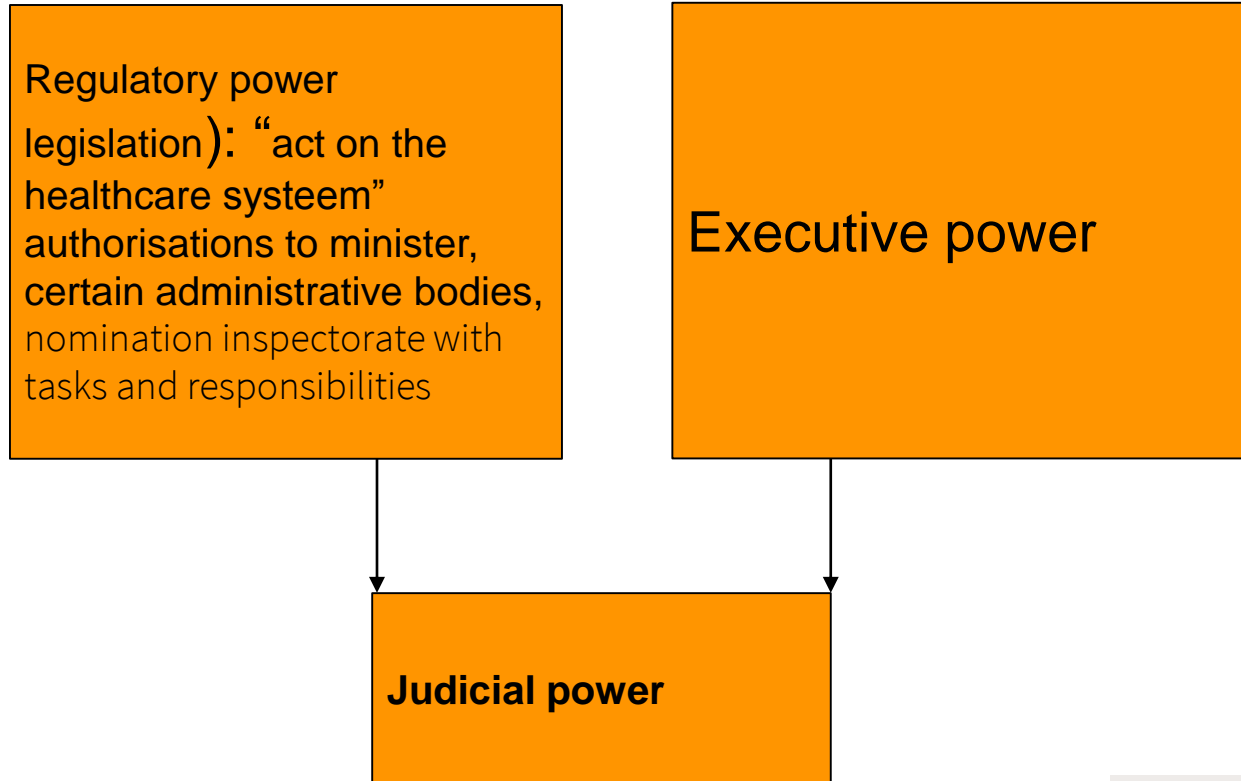 Regulatory power
legislation): “act on the
healthcare systeem”
authorisations to minister,
certain administrative bodies,
nomination inspectorate with
tasks and responsibilities
Executive power
Judicial power